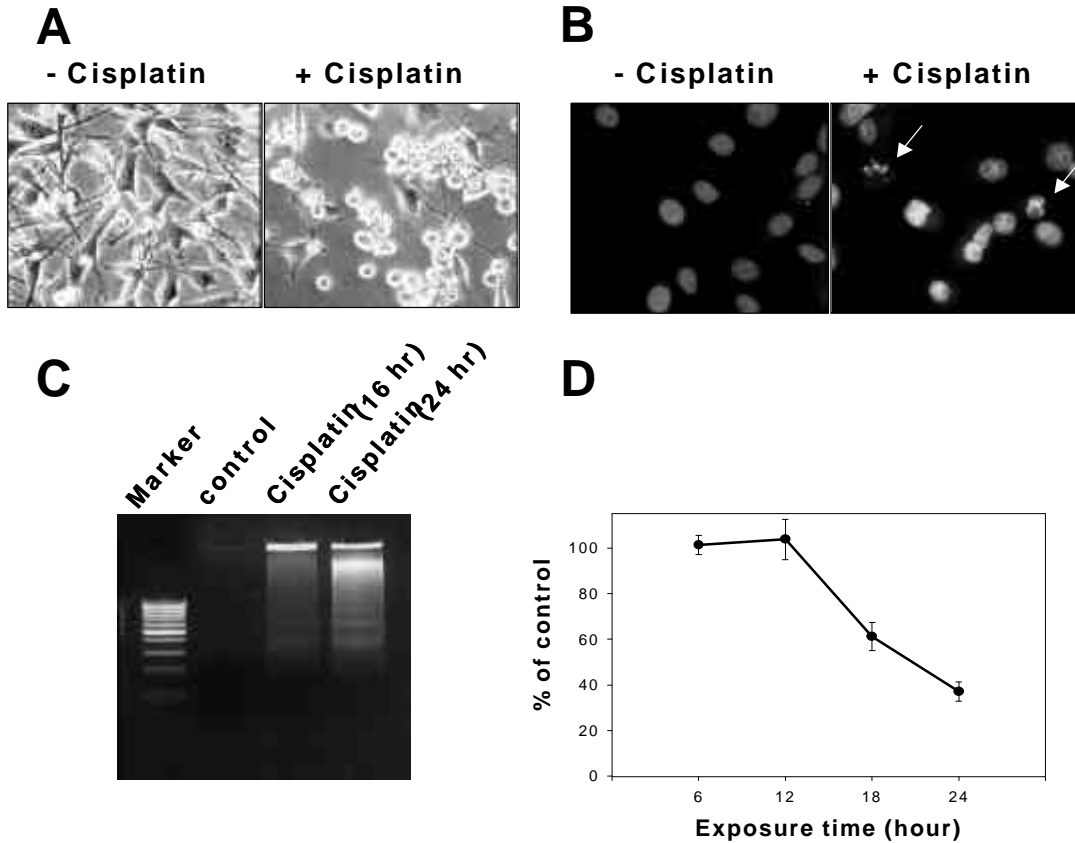 A
- Cisplatin
+ Cisplatin
B
- Cisplatin
+ Cisplatin
C
Marker
control
Cisplatin (16 hr)
Cisplatin (24 hr)
D
% of control
100
80
60
40
20
0
6
12
18
24
Exposure time (hour)